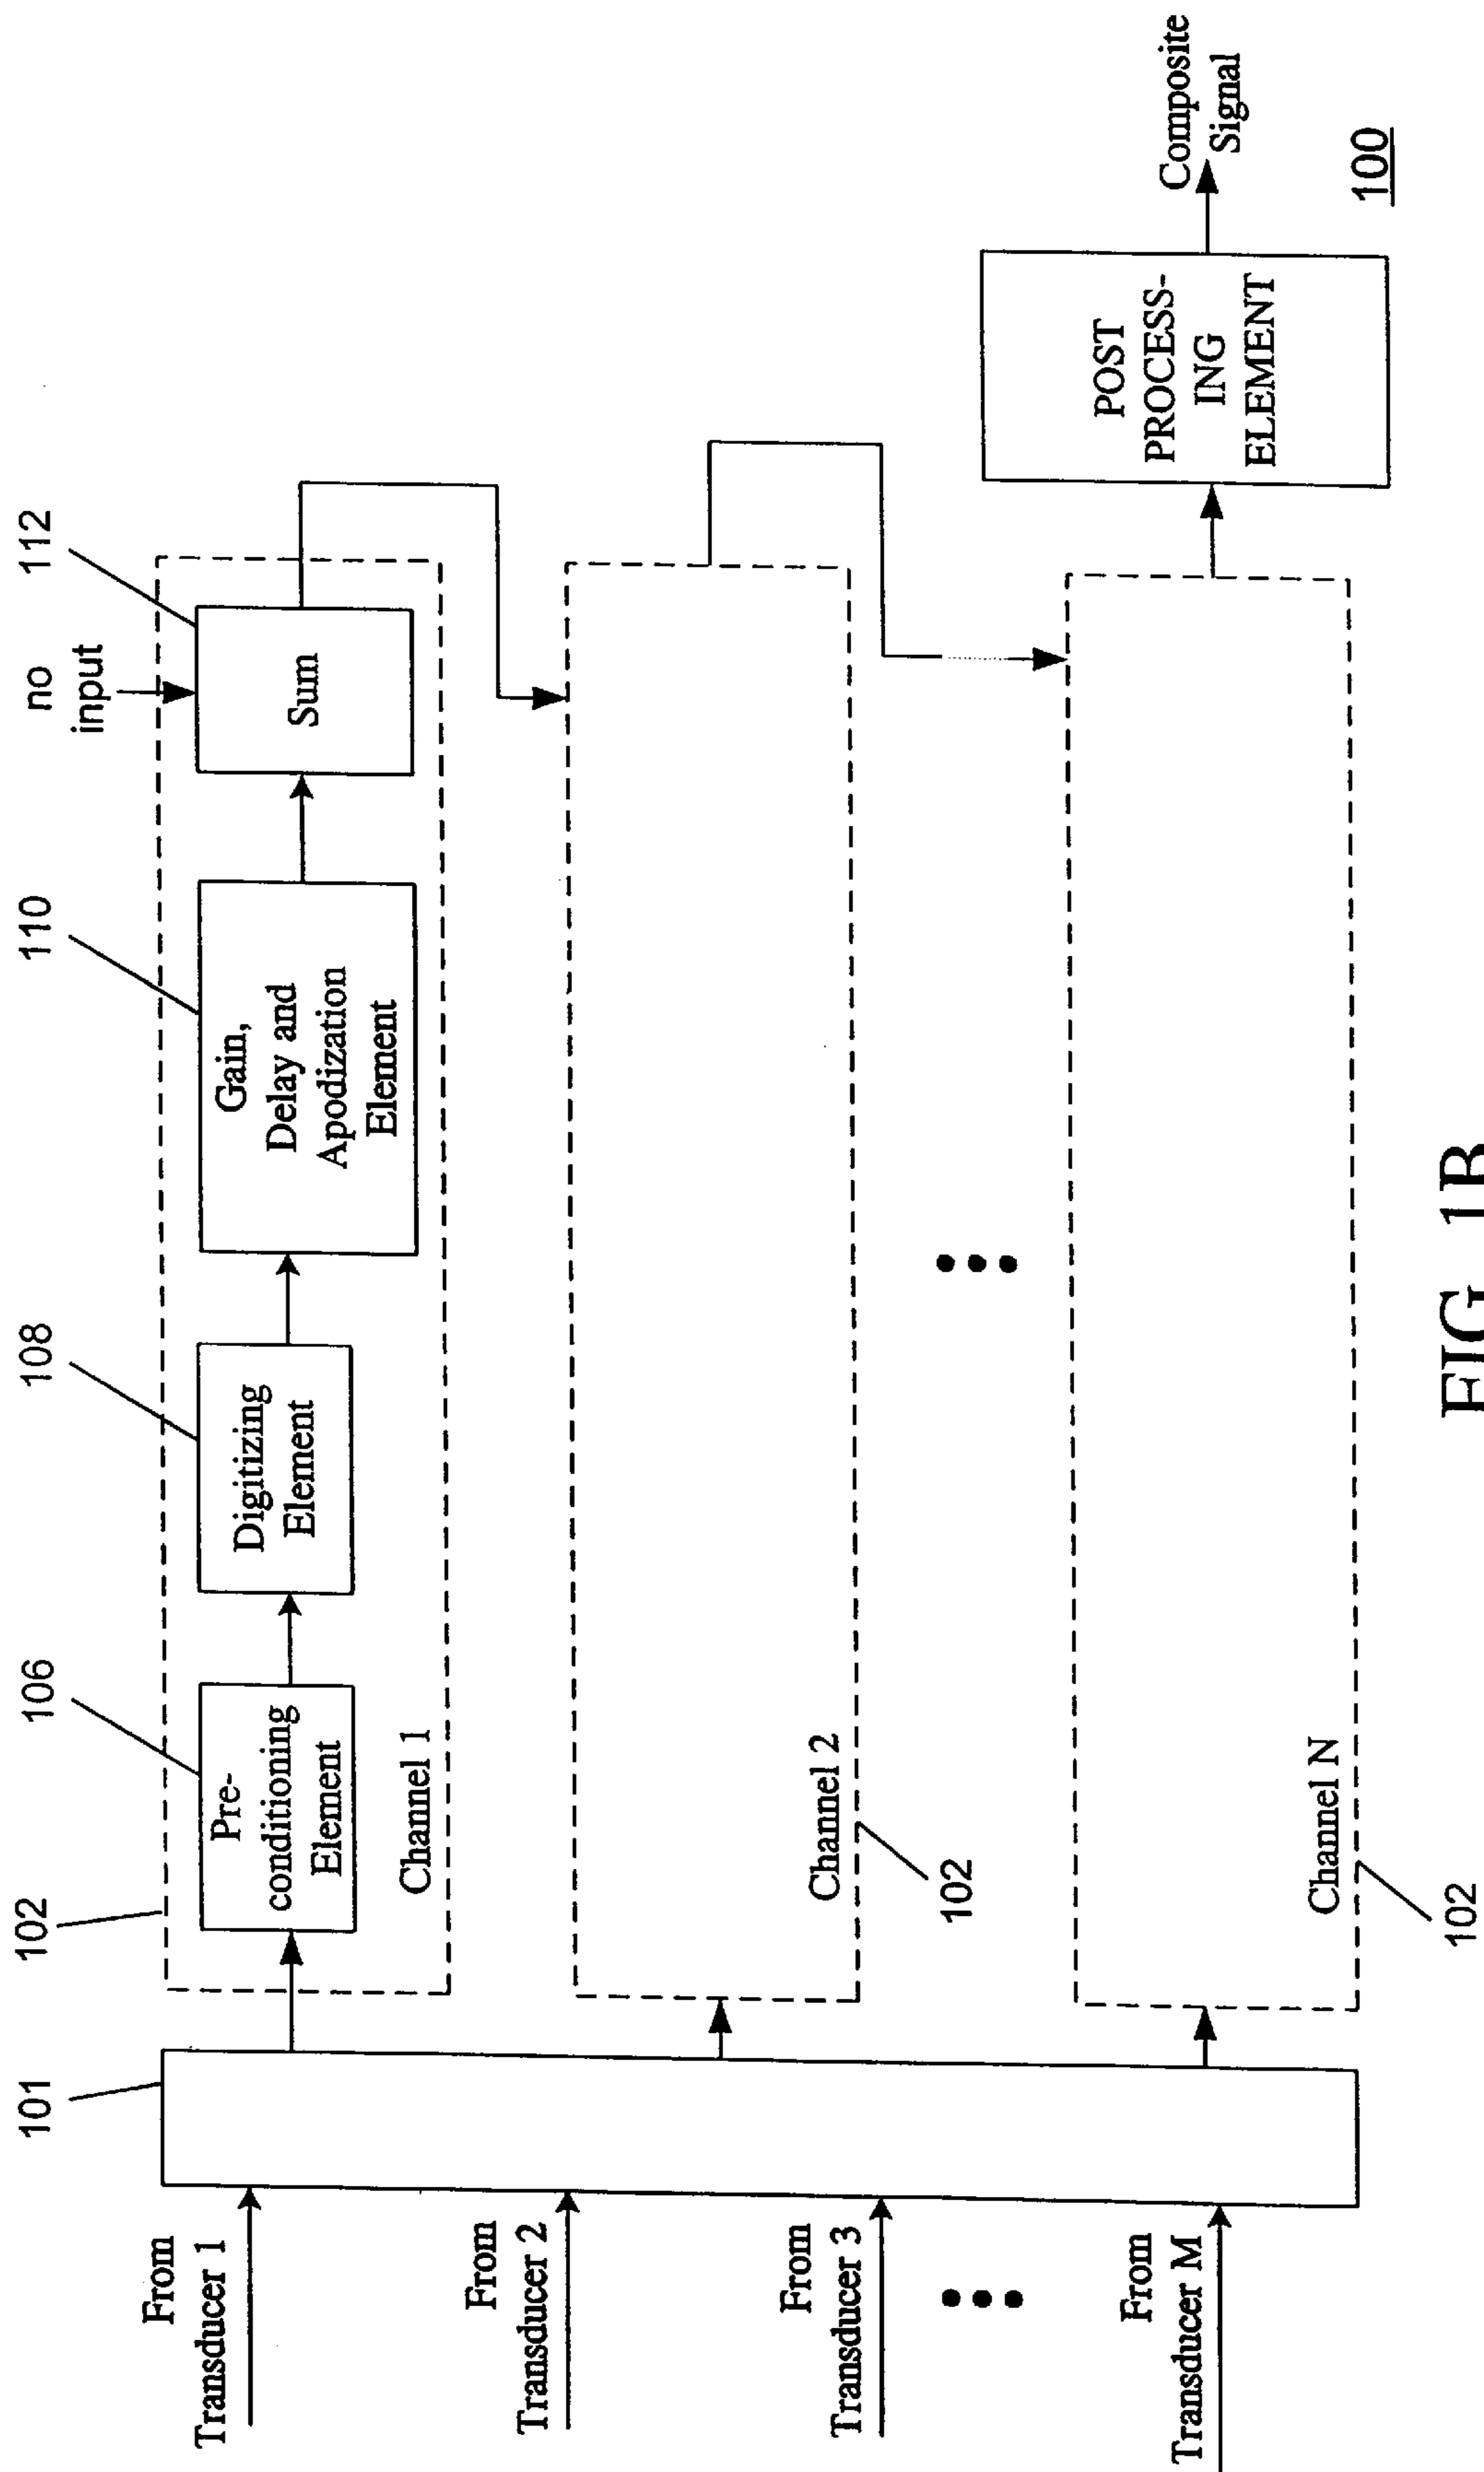 101
102
106
108
110
112
no
input
From
Transducer 1
From
Transducer 2
From
Transducer 3
From
Transducer M
Pre-
conditioning
Element
Digitizing
Element
Gain,
Delay and
Apodization
Element
Sum
Channel 1
Channel 2
102
Channel N
102
POST
PROCESS-
ING
ELEMENT
Composite
Signal
100
FIG. 1B